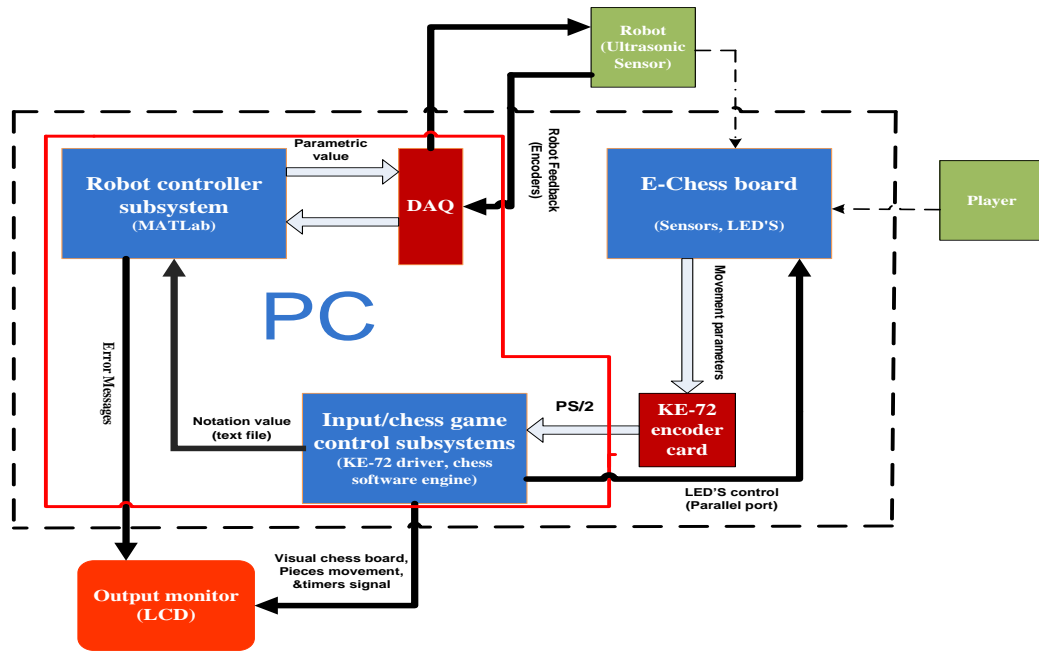 Robot
(Ultrasonic
Sensor)
Parametric
value
Robot controller
subsystem
(MATLab)
DAQ
Robot Feedback
(Encoders)
E-Chess board
(Sensors, LED'S)
Player
PC
Movement parameters
Error Messages
Notation value
(text file)
Input/chess game
control subsystems
(KE-72 driver, chess
software engine)
PS/2
KE-72
encoder
card
LED'S control
(Parallel port)
Visual chess board,
Pieces movement,
&timers signal
Output monitor
(LCD)